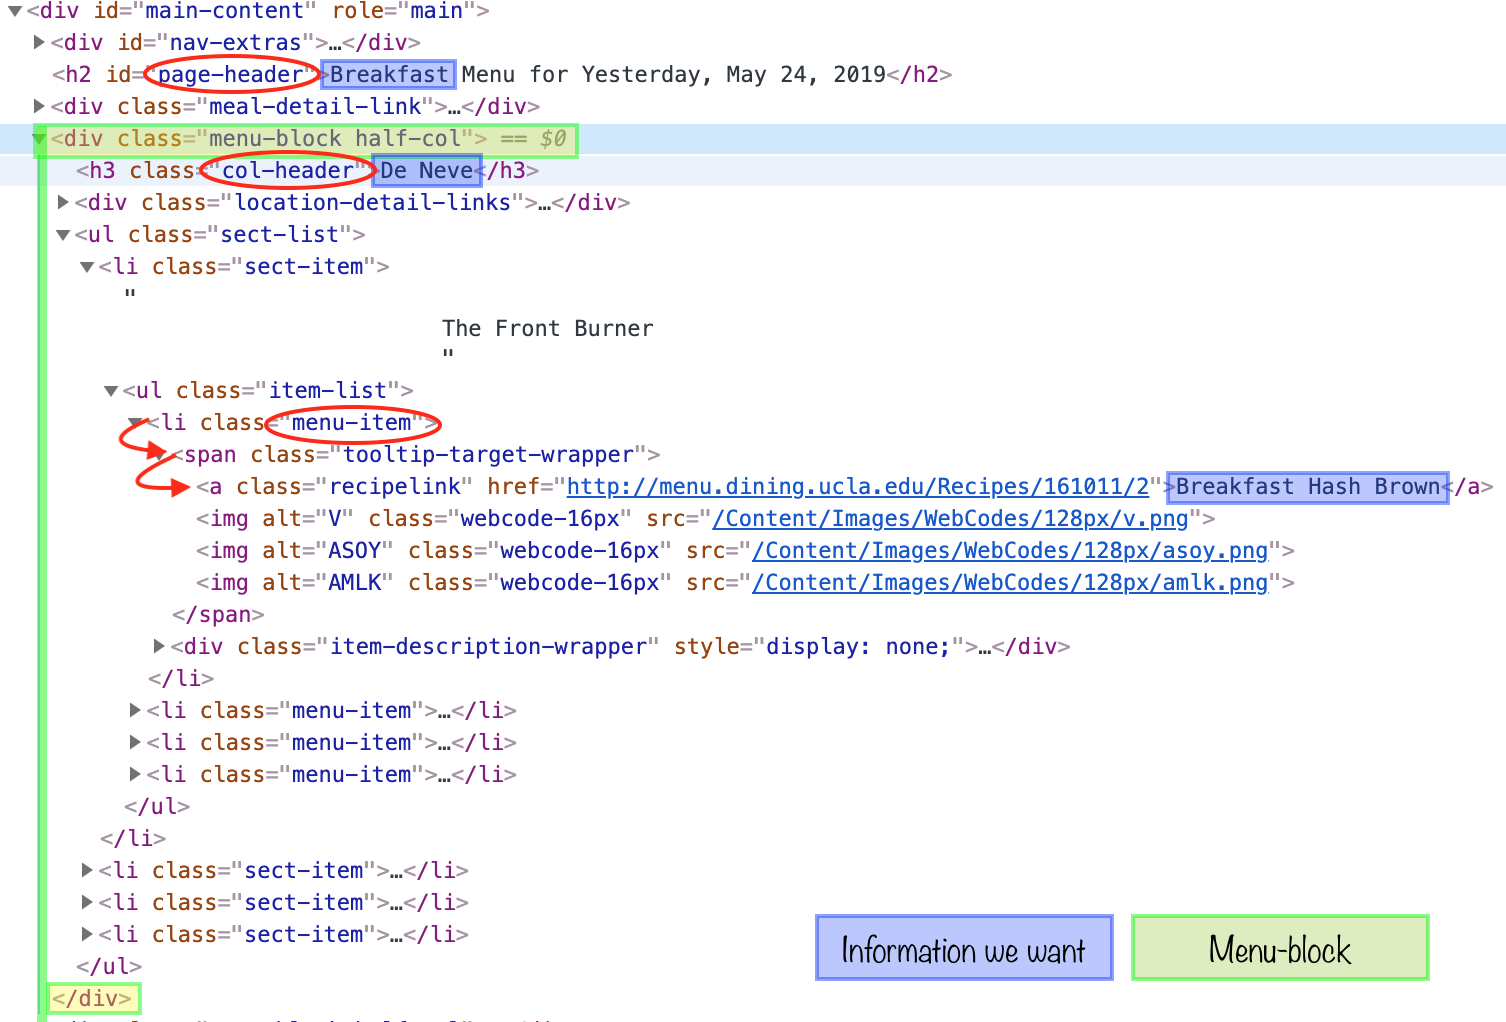 ▼<div id="main-content" role="main">
▶<div id="nav-extras">…</div>
<h2 id="page-header">Breakfast Menu for Yesterday, May 24, 2019</h2>
▶<div class="meal-detail-link">…</div>
▼<div class="menu-block half-col"> == $0
<h3 class="col-header">De Neve</h3>
▶<div class="location-detail-links">…</div>
▼<ul class="sect-list">
▼<li class="sect-item">
"
The Front Burner
"
▼<ul class="item-list">
▼<li class="menu-item">
▼<span class="tooltip-target-wrapper">
<a class="recipelink" href="http://menu.dining.ucla.edu/Recipes/161011/2">Breakfast Hash Brown</a>
<img alt="V" class="webcode-16px" src="/Content/Images/WebCodes/128px/v.png">
<img alt="ASOY" class="webcode-16px" src="/Content/Images/WebCodes/128px/asoy.png">
<img alt="AMLK" class="webcode-16px" src="/Content/Images/WebCodes/128px/amlk.png">
</span>
▶<div class="item-description-wrapper" style="display: none;">…</div>
</li>
▶<li class="menu-item">…</li>
▶<li class="menu-item">…</li>
▶<li class="menu-item">…</li>
</ul>
</li>
▶<li class="sect-item">…</li>
▶<li class="sect-item">…</li>
▶<li class="sect-item">…</li>
</ul>
</div>
Information we want
Menu-block